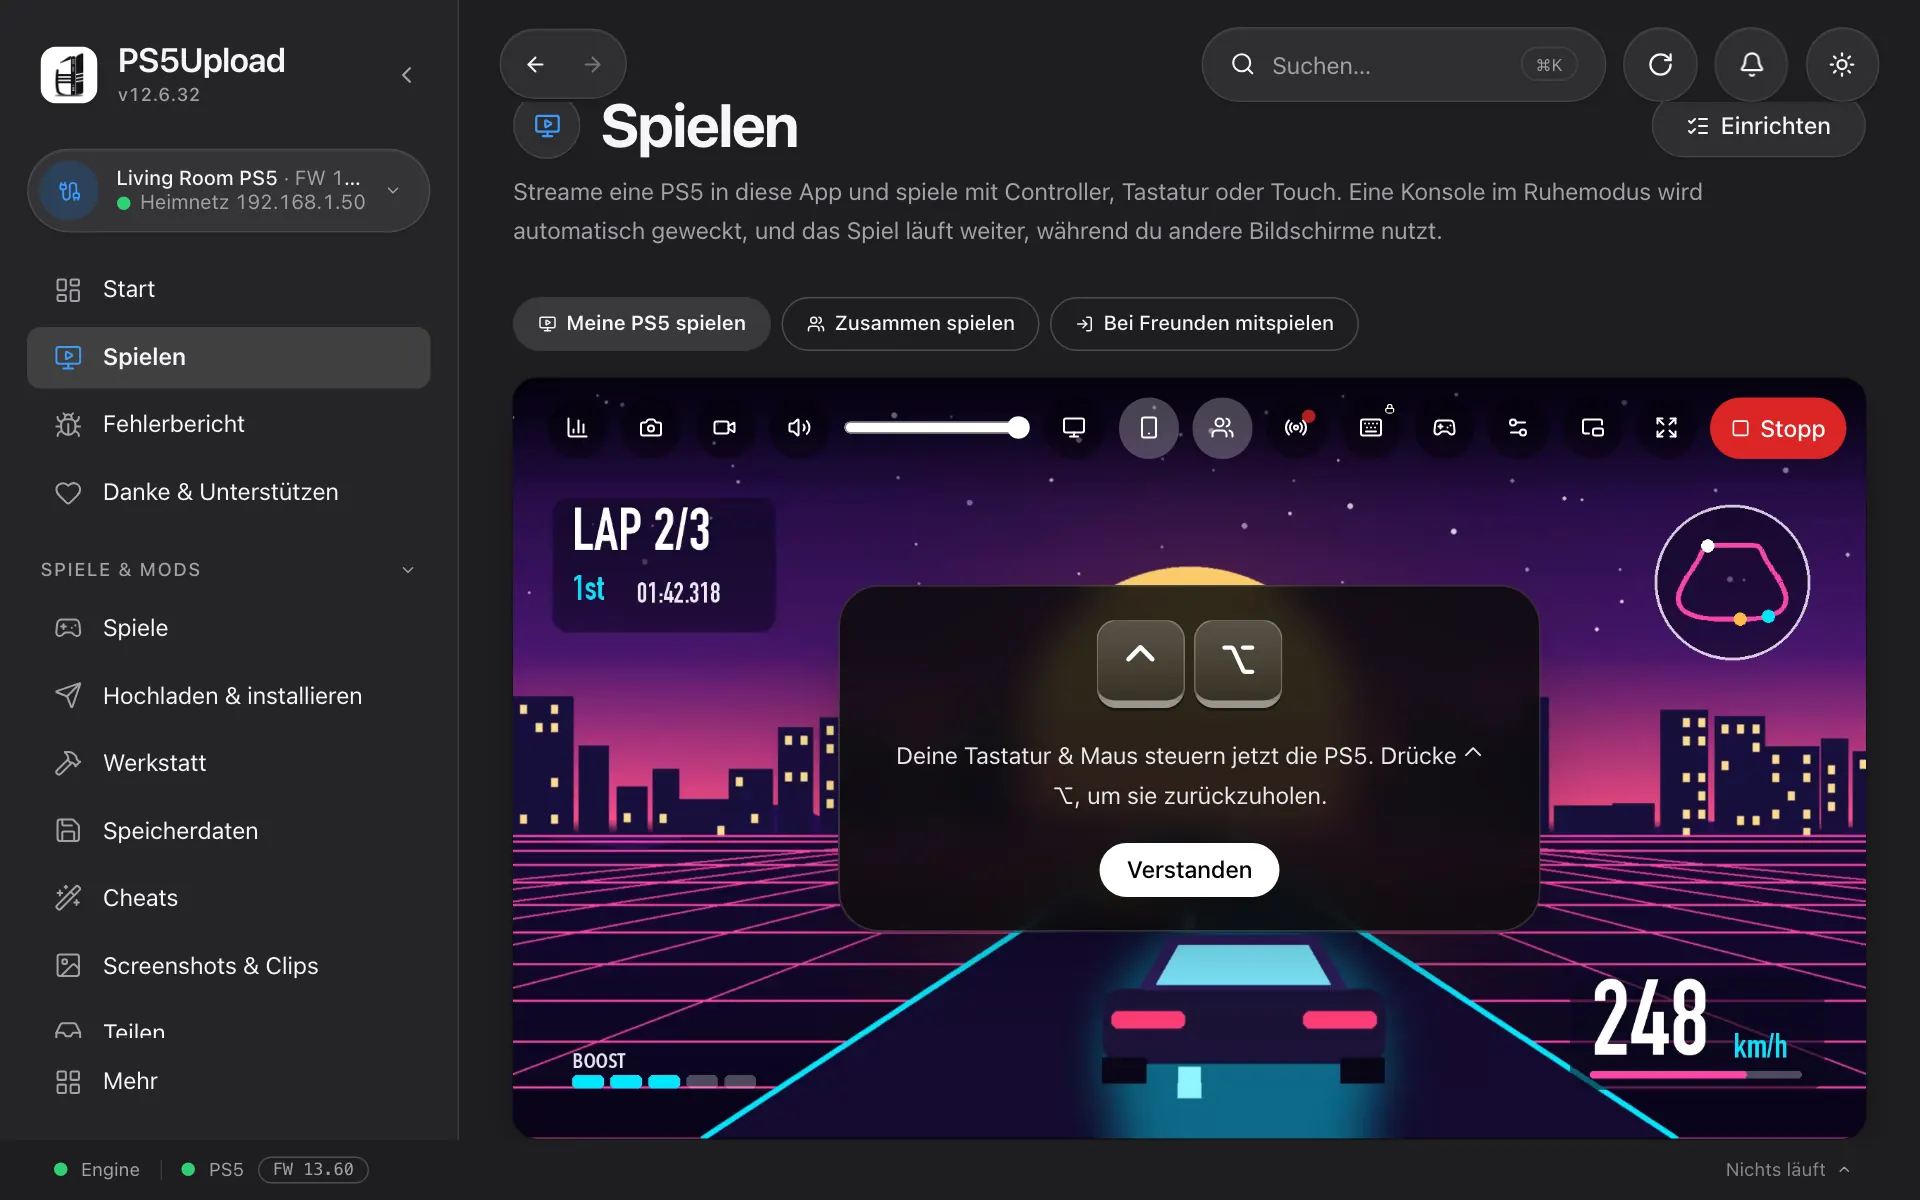 PS5Upload
v12.6.32
Living Room PS5 · FW 1...
Heimnetz 192.168.1.50
Start
Spielen
Fehlerbericht
Danke & Unterstützen
SPIELE & MODS
Spiele
Hochladen & installieren
Werkstatt
Speicherdaten
Cheats
Screenshots & Clips
Teilen
Mehr
Suchen...
⌘K
Spielen
Einrichten
Streame eine PS5 in diese App und spiele mit Controller, Tastatur oder Touch. Eine Konsole im Ruhemodus wird
automatisch geweckt, und das Spiel läuft weiter, während du andere Bildschirme nutzt.
Meine PS5 spielen
Zusammen spielen
Bei Freunden mitspielen
Stopp
LAP 2/3
1st 01:42.318
⌃ ⌥
Deine Tastatur & Maus steuern jetzt die PS5. Drücke ⌃
⌥, um sie zurückzuholen.
Verstanden
BOOST
248 km/h
Engine
PS5
FW 13.60
Nichts läuft